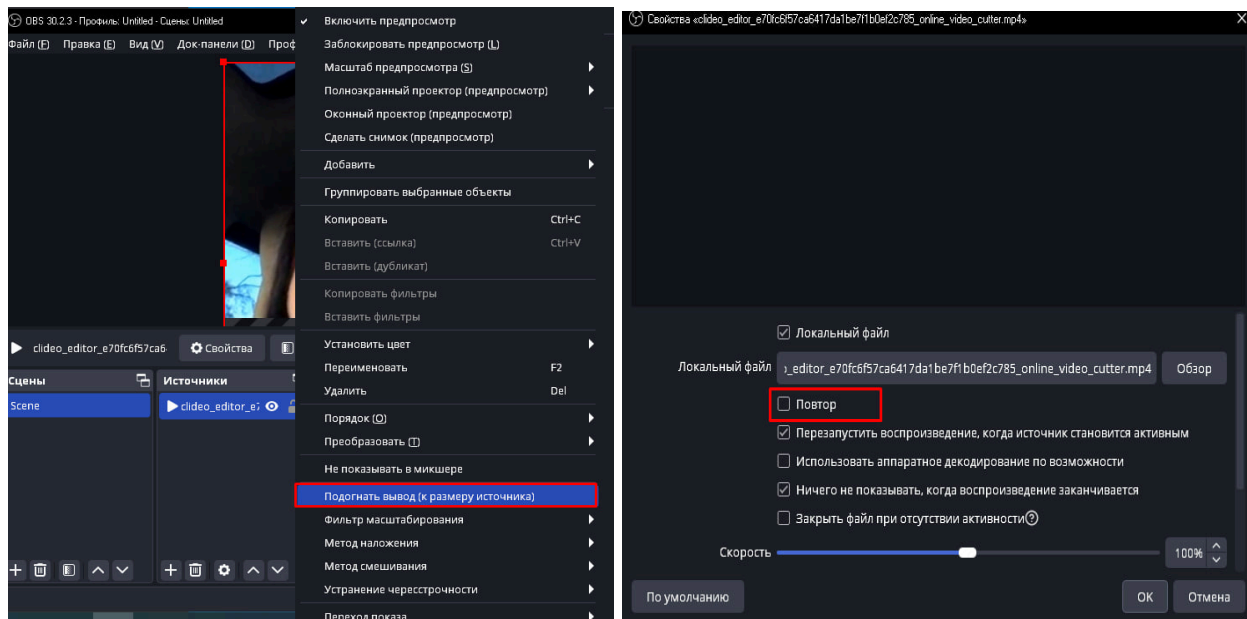 OBS 30.2.3 - Профиль: Untitled - Сцены: Untitled
Файл (F) Правка (E) Вид (V) Док-панели (D) Проф
Включить предпросмотр
Заблокировать предпросмотр (L)
Масштаб предпросмотра (S)
Полноэкранный проектор (предпросмотр)
Оконный проектор (предпросмотр)
Сделать снимок (предпросмотр)
Добавить
Группировать выбранные объекты
Копировать Ctrl+C
Вставить (ссылка) Ctrl+V
Вставить (дубликат)
Копировать фильтры
Вставить фильтры
Установить цвет
Переименовать F2
Удалить Del
Порядок (O)
Преобразовать (T)
Не показывать в микшере
Подогнать вывод (к размеру источника)
Фильтр масштабирования
Метод наложения
Метод смешивания
Устранение чересстрочности
Переход показа
clideo_editor_e70fc6f57ca6 Свойства
Сцены
Scene
Источники
clideo_editor_e7
Свойства «clideo_editor_e70fc6f57ca6417da1be7f1b0ef2c785_online_video_cutter.mp4»
Локальный файл
Локальный файл _editor_e70fc6f57ca6417da1be7f1b0ef2c785_online_video_cutter.mp4 Обзор
Повтор
Перезапустить воспроизведение, когда источник становится активным
Использовать аппаратное декодирование по возможности
Ничего не показывать, когда воспроизведение заканчивается
Закрыть файл при отсутствии активности
Скорость 100%
По умолчанию OK Отмена